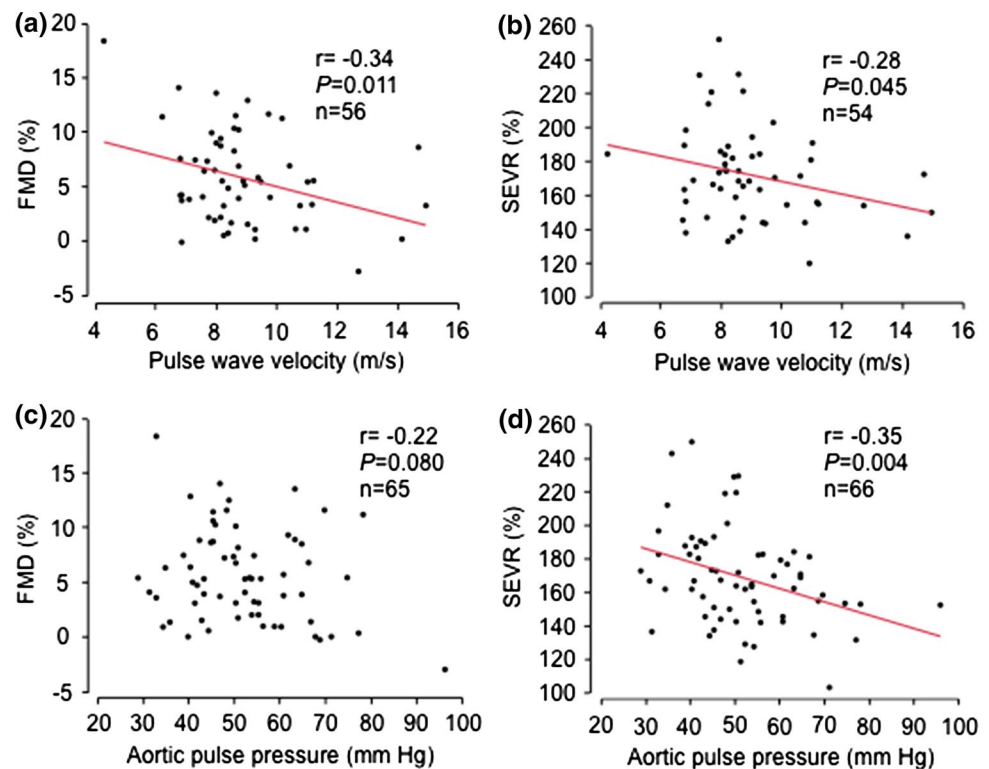 (a)
20
15
10
5
0
-5
FMD (%)
r= -0.34
P=0.011
n=56
4 6 8 10 12 14 16
Pulse wave velocity (m/s)
(b)
260
240
220
200
180
160
140
120
100
SEVR (%)
r= -0.28
P=0.045
n=54
4 6 8 10 12 14 16
Pulse wave velocity (m/s)
(c)
20
15
10
5
0
-5
FMD (%)
r= -0.22
P=0.080
n=65
20 30 40 50 60 70 80 90 100
Aortic pulse pressure (mm Hg)
(d)
260
240
220
200
180
160
140
120
100
SEVR (%)
r= -0.35
P=0.004
n=66
20 30 40 50 60 70 80 90 100
Aortic pulse pressure (mm Hg)